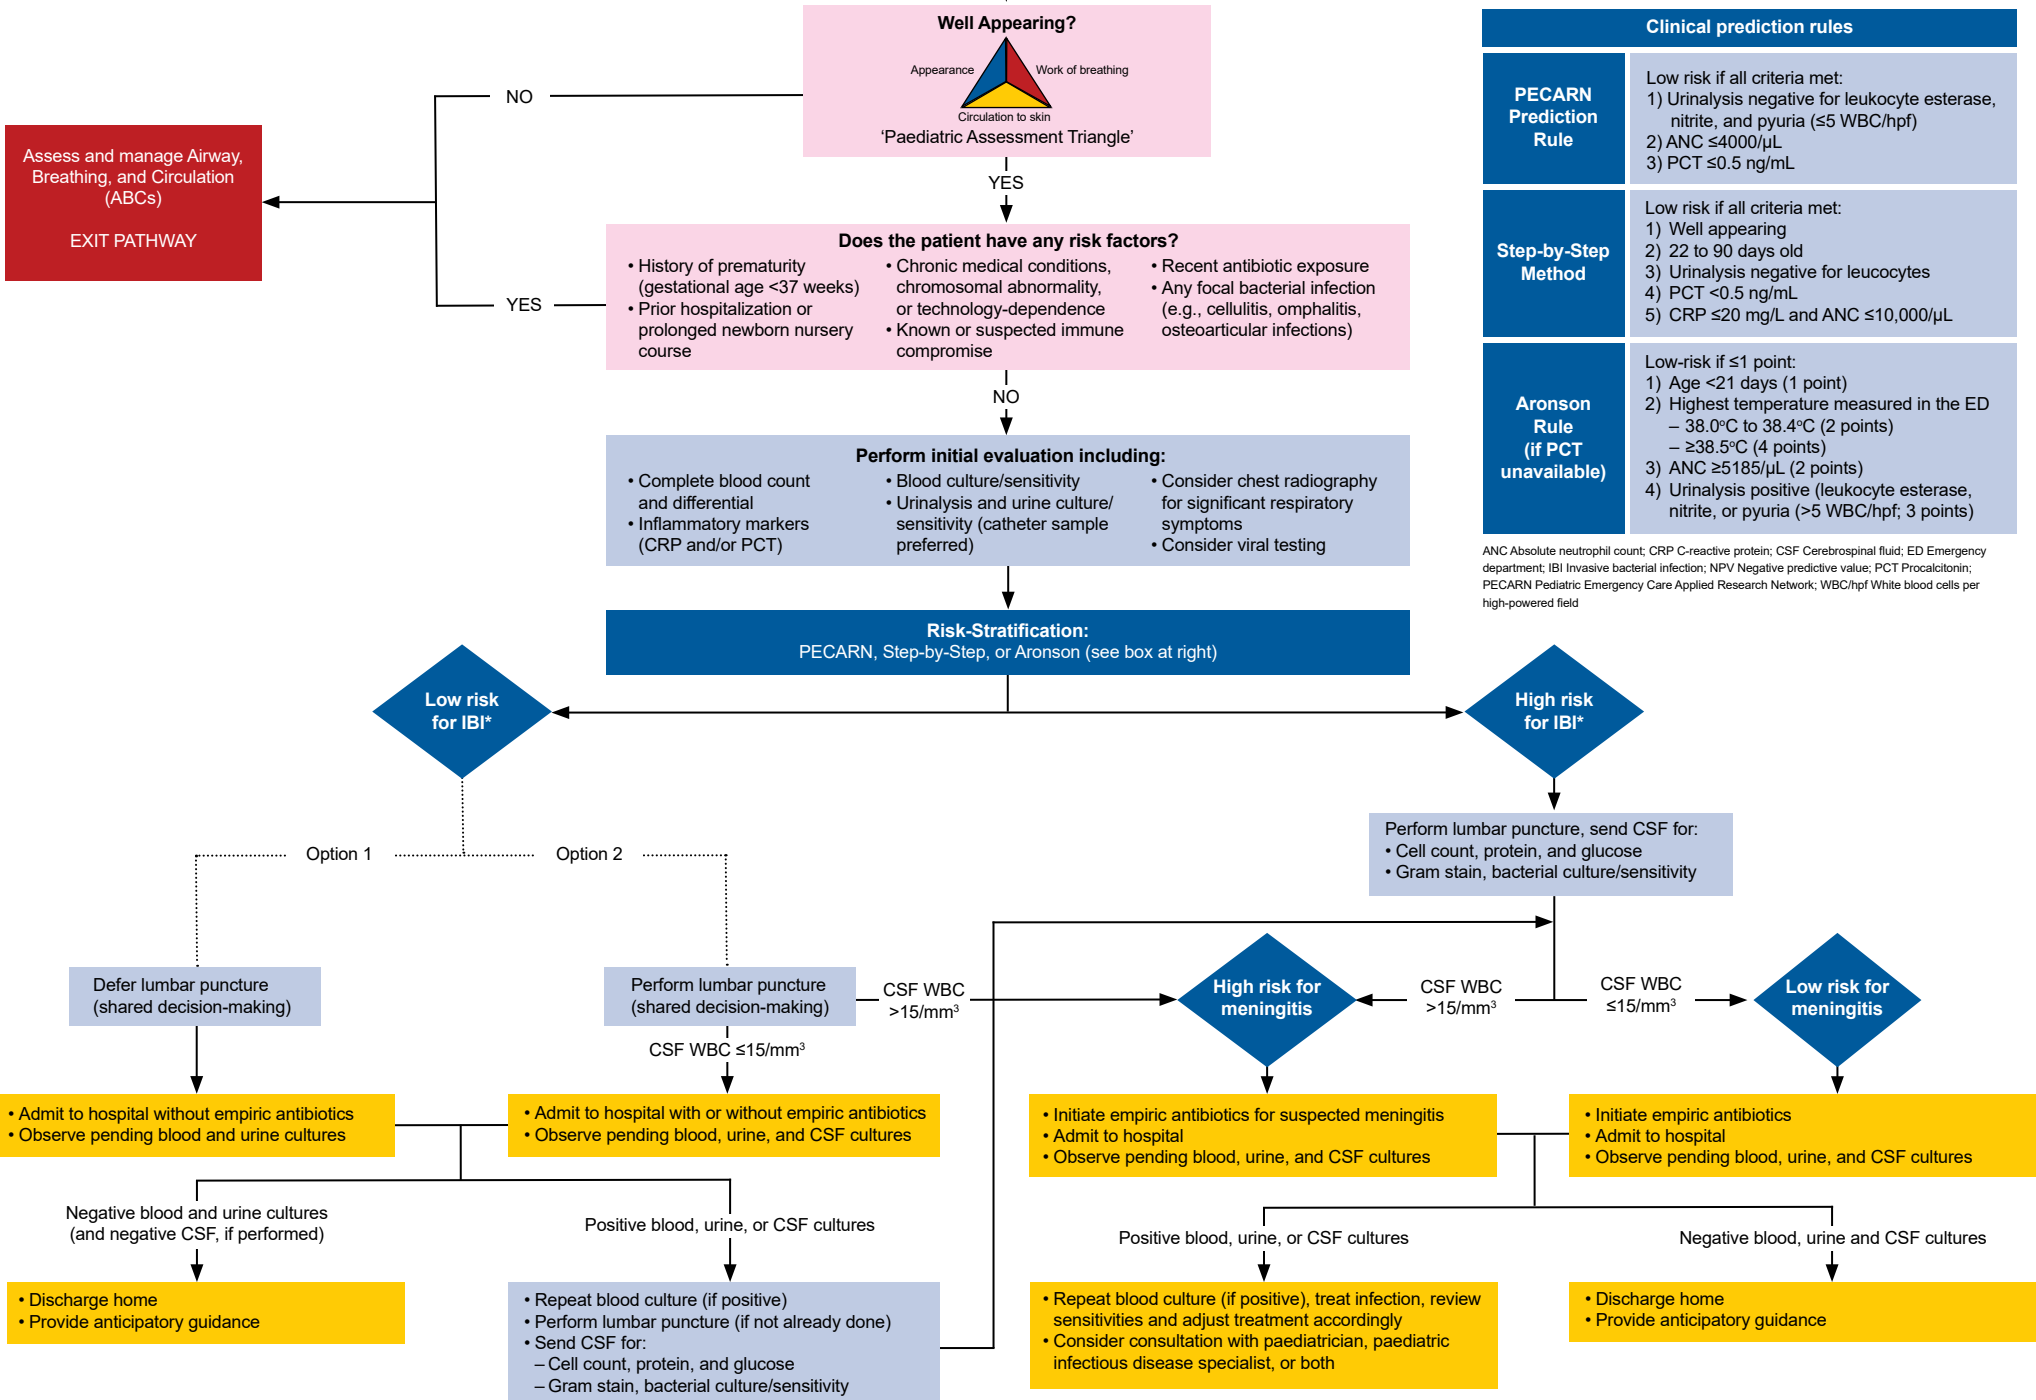 Well Appearing?
Appearance
Work of breathing
Circulation to skin
'Paediatric Assessment Triangle'
NO
Assess and manage Airway,
Breathing, and Circulation
(ABCs)
EXIT PATHWAY
YES
Does the patient have any risk factors?
• History of prematurity
(gestational age <37 weeks)
• Prior hospitalization or
prolonged newborn nursery
course
• Chronic medical conditions,
chromosomal abnormality,
or technology-dependence
• Known or suspected immune
compromise
• Recent antibiotic exposure
• Any focal bacterial infection
(e.g., cellulitis, omphalitis,
osteoarticular infections)
YES
NO
Perform initial evaluation including:
• Complete blood count
and differential
• Inflammatory markers
(CRP and/or PCT)
• Blood culture/sensitivity
• Urinalysis and urine culture/
sensitivity (catheter sample
preferred)
• Consider chest radiography
for significant respiratory
symptoms
• Consider viral testing
Risk-Stratification:
PECARN, Step-by-Step, or Aronson (see box at right)
Clinical prediction rules
PECARN
Prediction
Rule
Low risk if all criteria met:
1) Urinalysis negative for leukocyte esterase,
nitrite, and pyuria (≤5 WBC/hpf)
2) ANC ≤4000/µL
3) PCT ≤0.5 ng/mL
Step-by-Step
Method
Low risk if all criteria met:
1) Well appearing
2) 22 to 90 days old
3) Urinalysis negative for leucocytes
4) PCT <0.5 ng/mL
5) CRP ≤20 mg/L and ANC ≤10,000/µL
Aronson
Rule
(if PCT
unavailable)
Low-risk if ≤1 point:
1) Age <21 days (1 point)
2) Highest temperature measured in the ED
– 38.0°C to 38.4°C (2 points)
– ≥38.5°C (4 points)
3) ANC ≥5185/µL (2 points)
4) Urinalysis positive (leukocyte esterase,
nitrite, or pyuria (>5 WBC/hpf; 3 points)
ANC Absolute neutrophil count; CRP C-reactive protein; CSF Cerebrospinal fluid; ED Emergency
department; IBI Invasive bacterial infection; NPV Negative predictive value; PCT Procalcitonin;
PECARN Pediatric Emergency Care Applied Research Network; WBC/hpf White blood cells per
high-powered field
Low risk
for IBI*
High risk
for IBI*
Option 1
Option 2
Perform lumbar puncture, send CSF for:
• Cell count, protein, and glucose
• Gram stain, bacterial culture/sensitivity
Defer lumbar puncture
(shared decision-making)
Perform lumbar puncture
(shared decision-making)
CSF WBC
>15/mm³
High risk for
meningitis
CSF WBC
>15/mm³
CSF WBC
≤15/mm³
Low risk for
meningitis
CSF WBC ≤15/mm³
• Admit to hospital without empiric antibiotics
• Observe pending blood and urine cultures
• Admit to hospital with or without empiric antibiotics
• Observe pending blood, urine, and CSF cultures
• Initiate empiric antibiotics for suspected meningitis
• Admit to hospital
• Observe pending blood, urine, and CSF cultures
• Initiate empiric antibiotics
• Admit to hospital
• Observe pending blood, urine, and CSF cultures
Negative blood and urine cultures
(and negative CSF, if performed)
Positive blood, urine, or CSF cultures
Positive blood, urine, or CSF cultures
Negative blood, urine and CSF cultures
• Discharge home
• Provide anticipatory guidance
• Repeat blood culture (if positive)
• Perform lumbar puncture (if not already done)
• Send CSF for:
– Cell count, protein, and glucose
– Gram stain, bacterial culture/sensitivity
• Repeat blood culture (if positive), treat infection, review
sensitivities and adjust treatment accordingly
• Consider consultation with paediatrician, paediatric
infectious disease specialist, or both
• Discharge home
• Provide anticipatory guidance